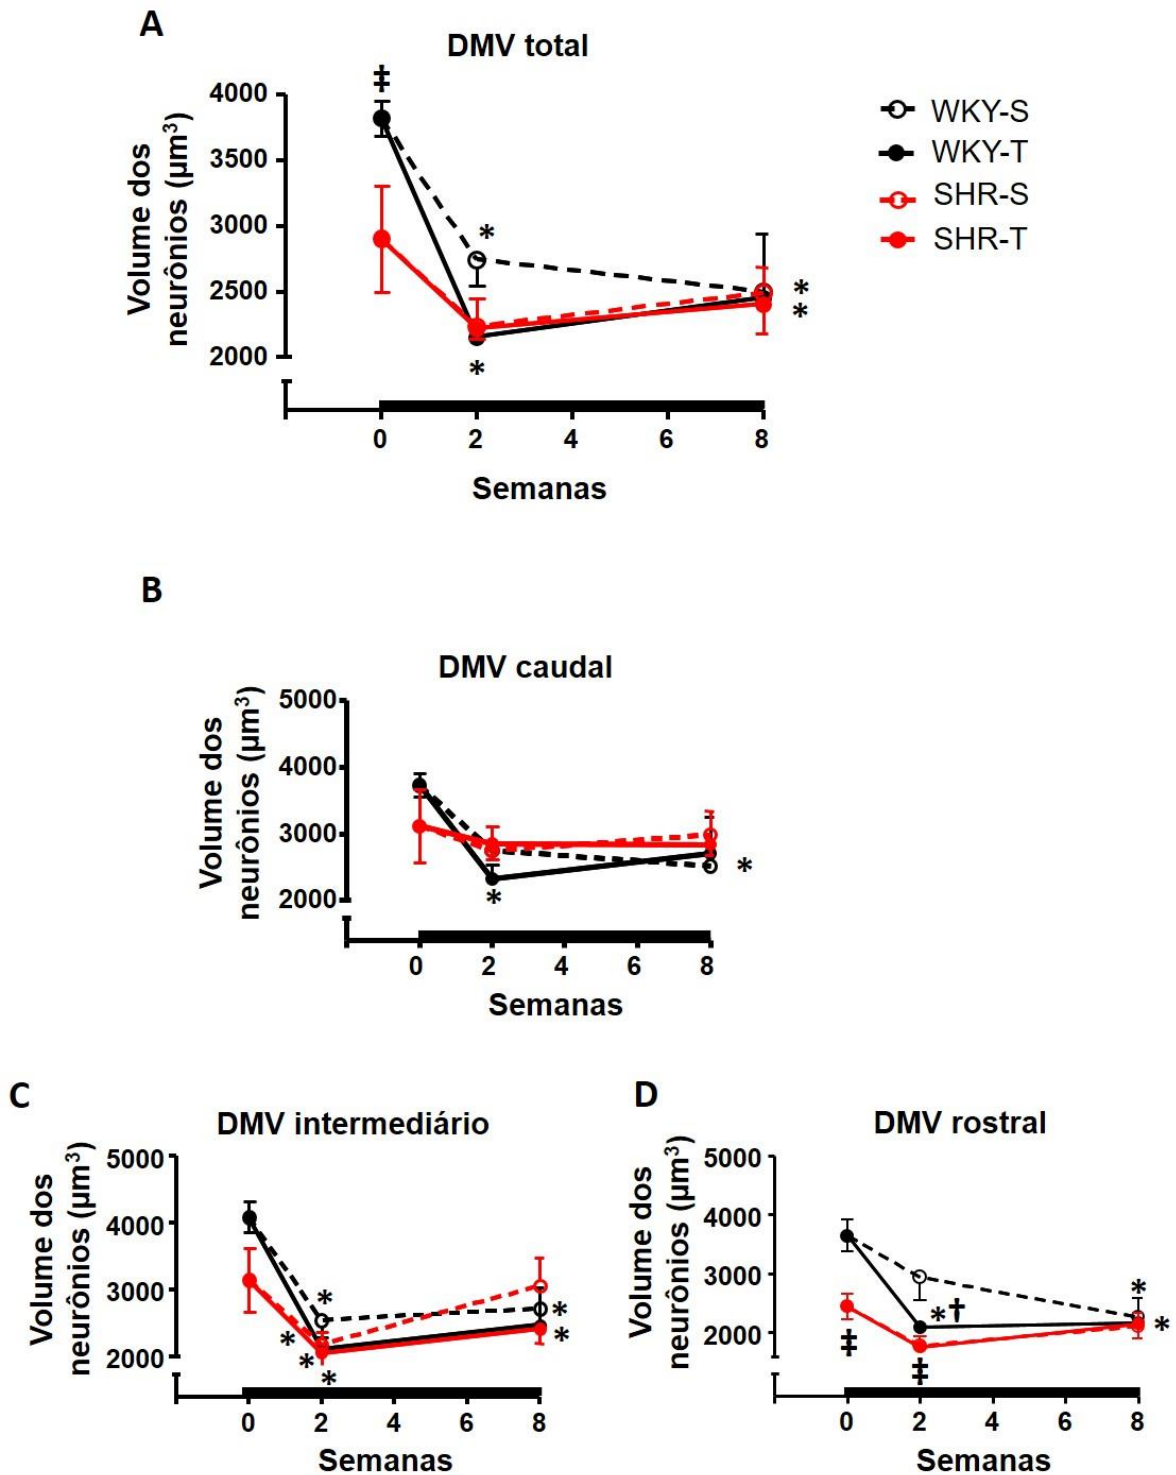 A
DMV total
‡
Volume dos
neurônios (µm³)
4000
3500
3000
2500
2000
*
*
*
*
0 2 4 6 8
Semanas
WKY-S
WKY-T
SHR-S
SHR-T
B
DMV caudal
Volume dos
neurônios (µm³)
5000
4000
3000
2000
*
*
0 2 4 6 8
Semanas
C
DMV intermediário
Volume dos
neurônios (µm³)
5000
4000
3000
2000
*
*
*
*
*
*
0 2 4 6 8
Semanas
D
DMV rostral
Volume dos
neurônios (µm³)
5000
4000
3000
2000
*†
*
*
‡
‡
0 2 4 6 8
Semanas